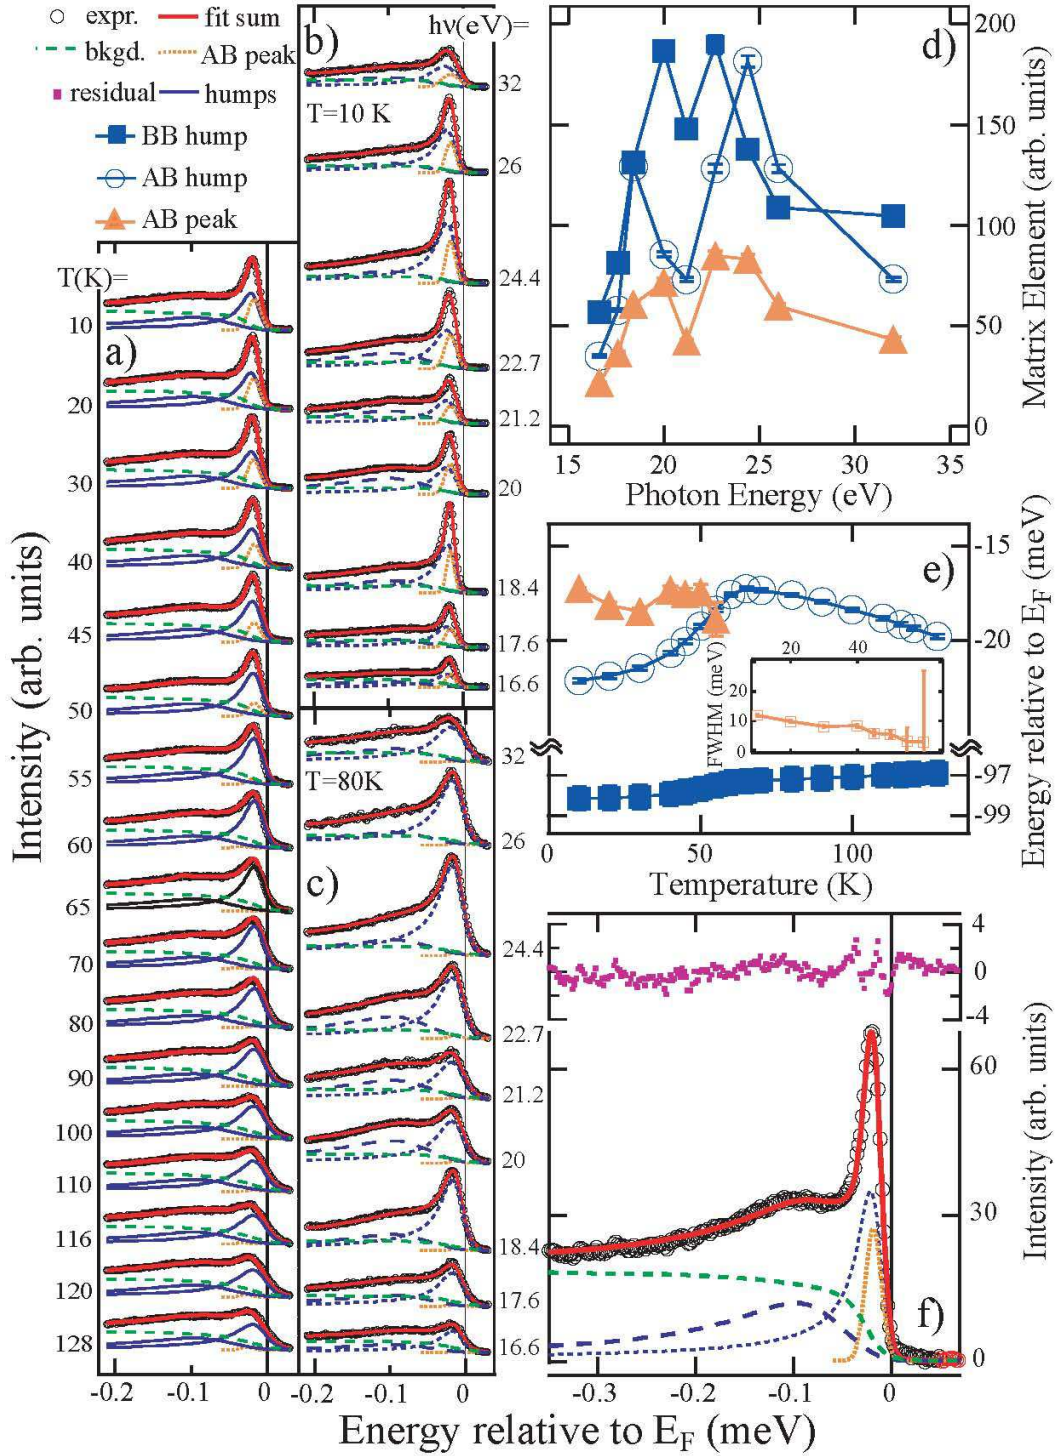 expr. fit sum
bkgd. AB peak
residual humps
BB hump
AB hump
AB peak
T(K)=
10
a)
20
30
40
45
50
55
60
65
70
80
90
100
110
116
120
128
-0.2 -0.1 0
Intensity (arb. units)
b) hν(eV)=
32
T=10 K
26
24.4
22.7
21.2
20
18.4
17.6
16.6
32
T=80K
26
c)
24.4
22.7
21.2
20
18.4
17.6
16.6
-0.2 -0.1 0
Energy relative to E_F (meV)
d)
200
150
100
50
0
Matrix Element (arb. units)
15 20 25 30 35
Photon Energy (eV)
e)
-15
-20
-97
-99
Energy relative to E_F (meV)
20 40
FWHM (meV)
20
10
0
0 50 100
Temperature (K)
4
0
-4
60
30
0
Intensity (arb. units)
f)
-0.3 -0.2 -0.1 0